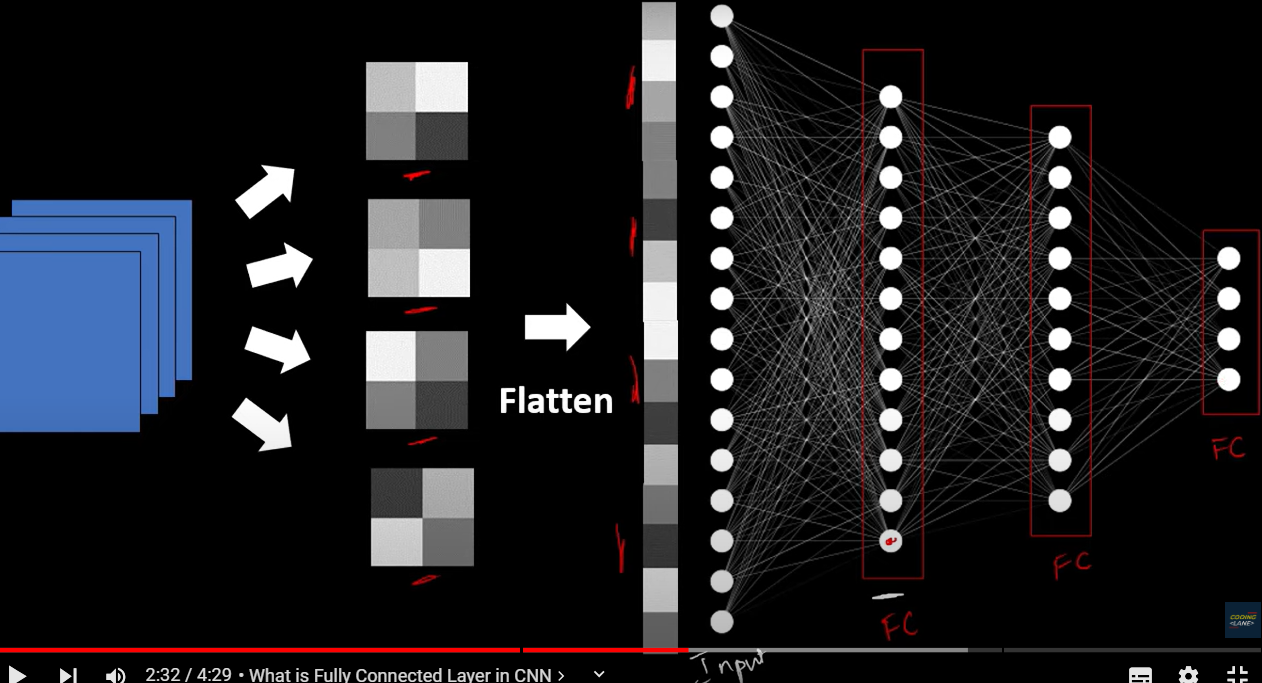 Flatten
FC
FC
FC
CODING
<LANE>
Input
2:32 / 4:29 • What is Fully Connected Layer in CNN >